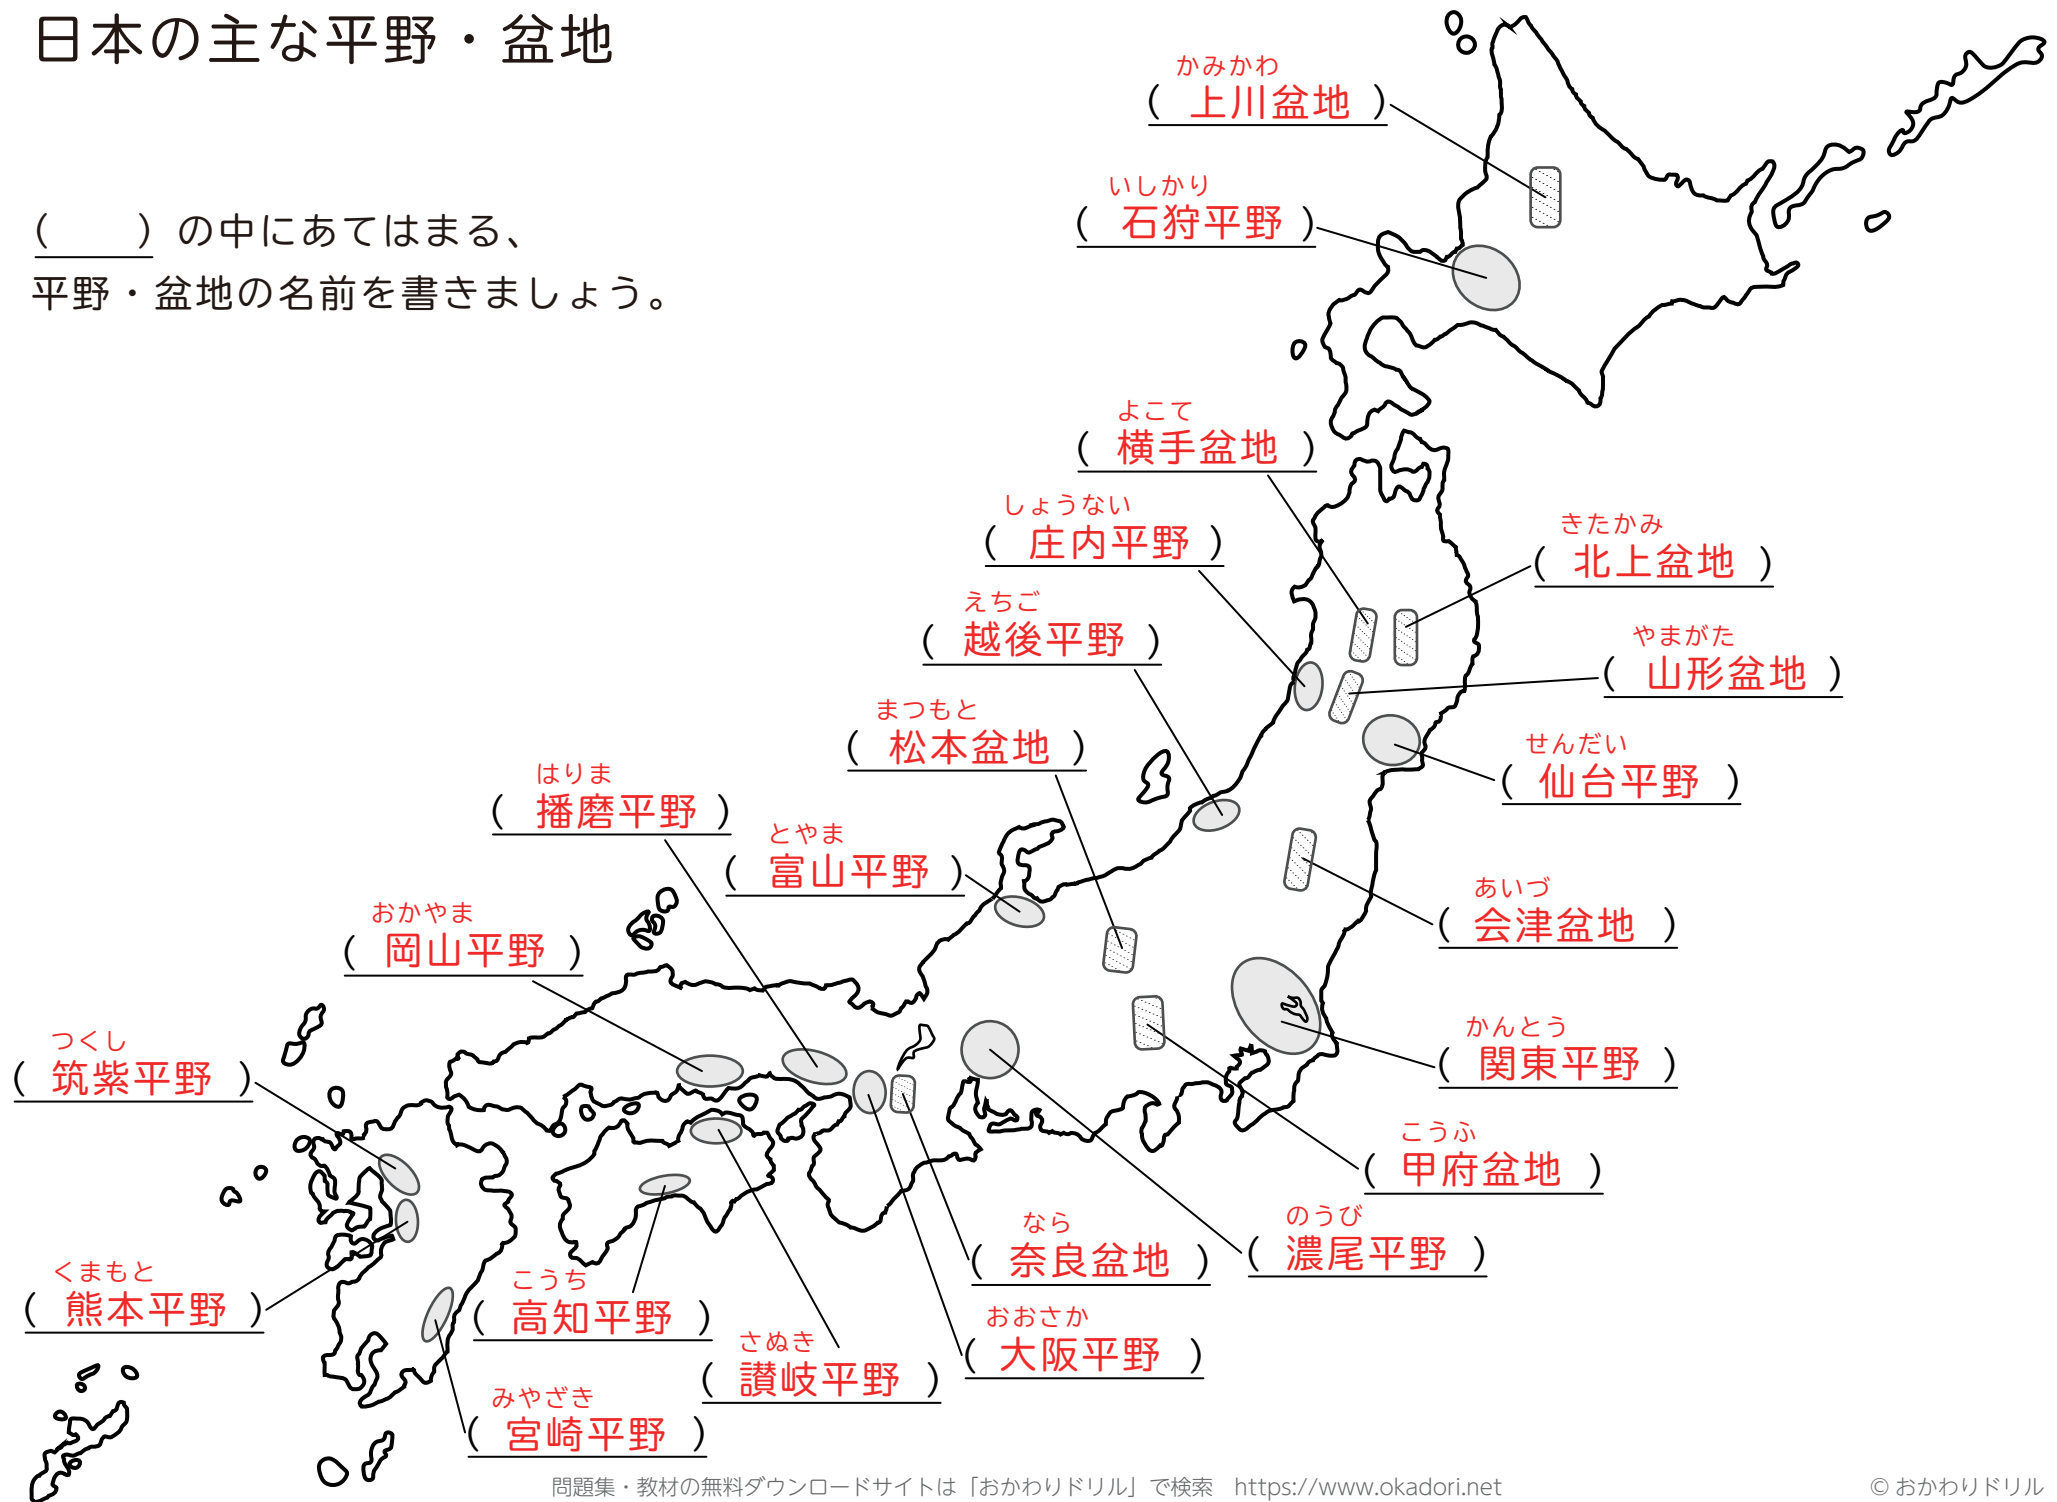 日本の主な平野・盆地
(　　)の中にあてはまる、
平野・盆地の名前を書きましょう。
かみかわ
( 上川盆地 )
いしかり
( 石狩平野 )
よこて
( 横手盆地 )
しょうない
( 庄内平野 )
きたかみ
( 北上盆地 )
えちご
( 越後平野 )
やまがた
( 山形盆地 )
まつもと
( 松本盆地 )
せんだい
( 仙台平野 )
はりま
( 播磨平野 )
とやま
( 富山平野 )
あいづ
( 会津盆地 )
おかやま
( 岡山平野 )
かんとう
( 関東平野 )
つくし
( 筑紫平野 )
こうふ
( 甲府盆地 )
のうび
( 濃尾平野 )
なら
( 奈良盆地 )
くまもと
( 熊本平野 )
こうち
( 高知平野 )
おおさか
( 大阪平野 )
さぬき
( 讃岐平野 )
みやざき
( 宮崎平野 )
問題集・教材の無料ダウンロードサイトは「おかわりドリル」で検索　https://www.okadori.net
© おかわりドリル